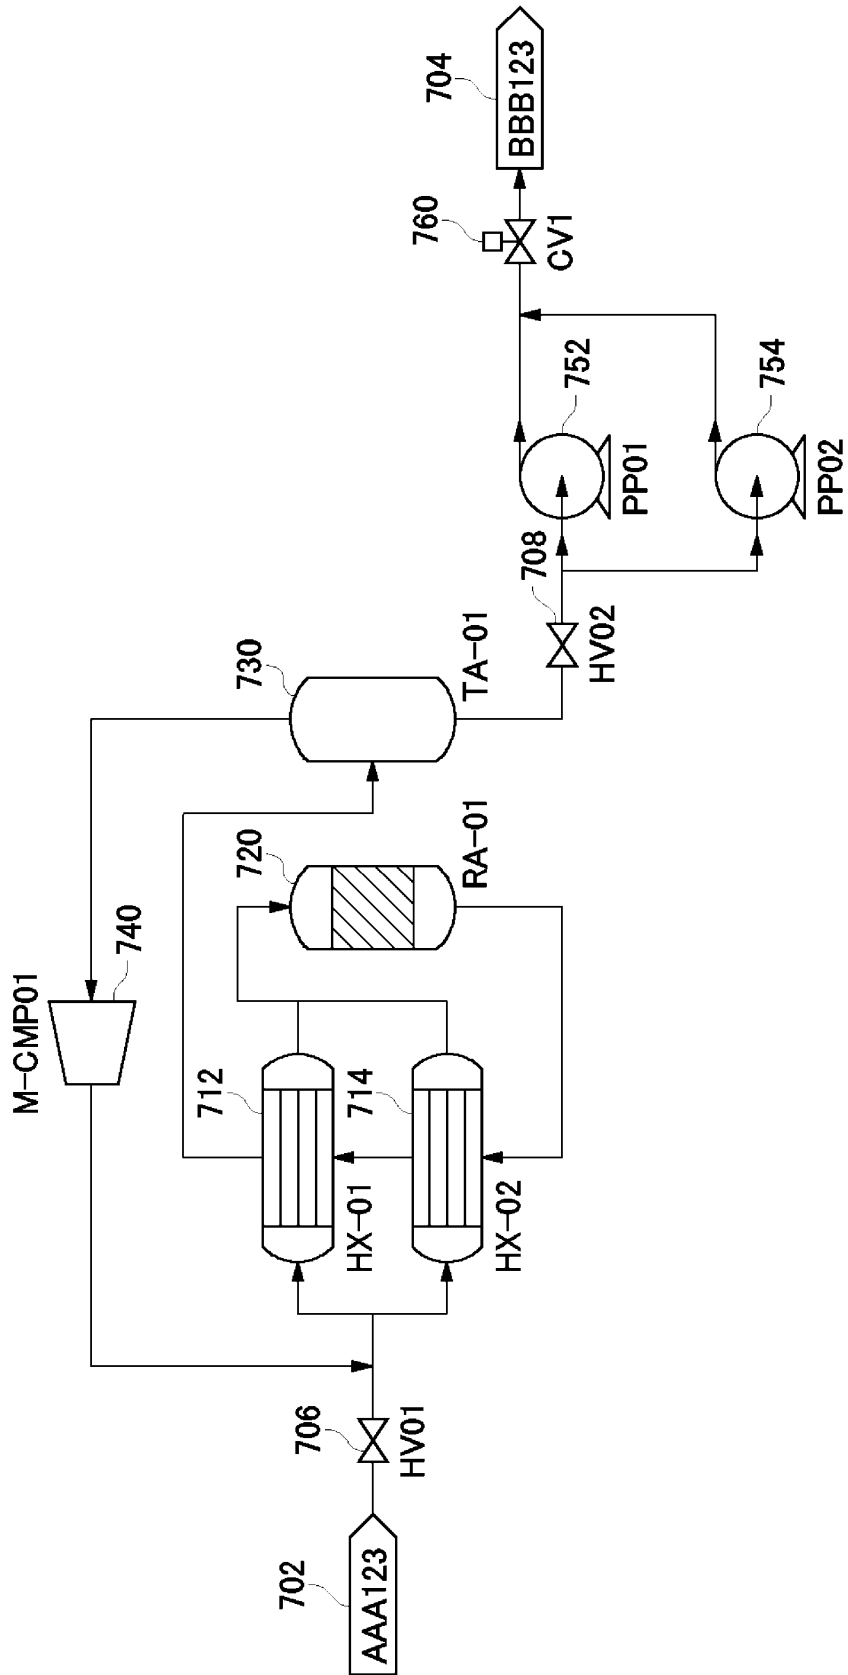 M-CMP01
740
730
TA-01
720
RA-01
712
HX-01
714
HX-02
706
HV01
702
AAA123
704
BBB123
760
CV1
752
PP01
754
PP02
708
HV02